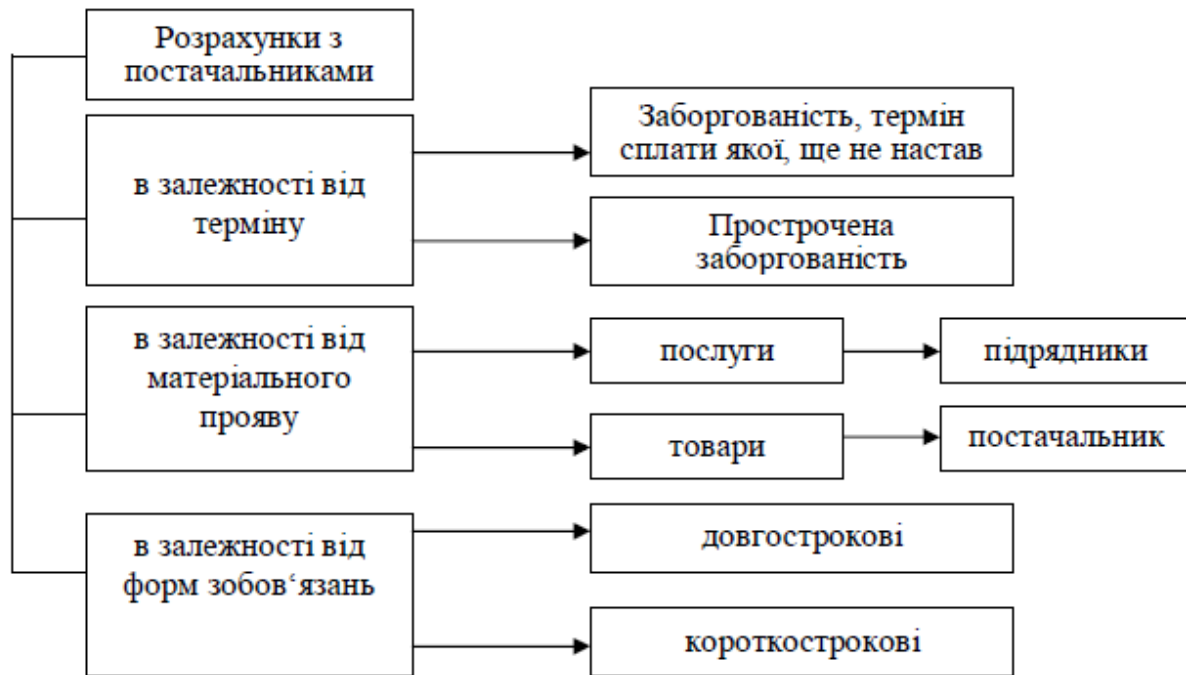 Розрахунки з
постачальниками
в залежності від
терміну
Заборгованість, термін
сплати якої, ще не настав
Прострочена
заборгованість
в залежності від
матеріального
прояву
послуги
підрядники
товари
постачальник
в залежності від
форм зобов‘язань
довгострокові
короткострокові